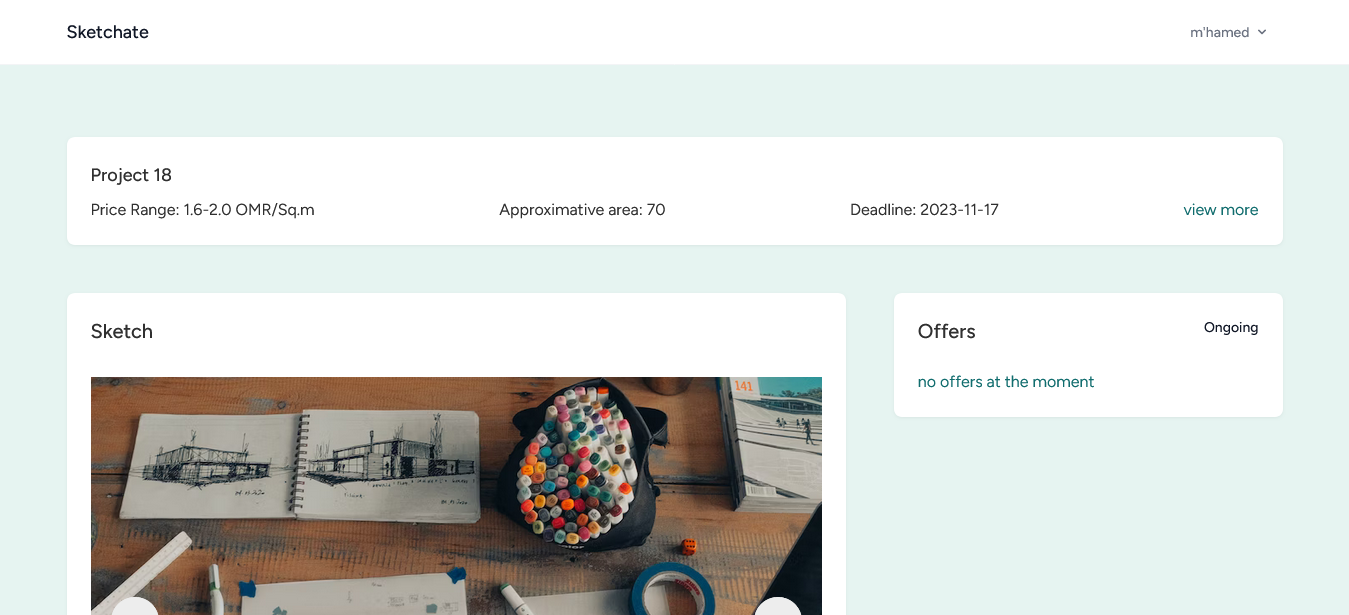 Sketchate
m'hamed
Project 18
Price Range: 1.6-2.0 OMR/Sq.m
Approximative area: 70
Deadline: 2023-11-17
view more
Sketch
Offers
Ongoing
no offers at the moment
141